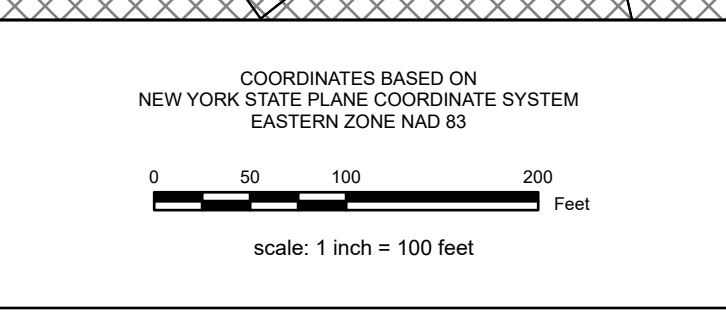 COORDINATES BASED ON
NEW YORK STATE PLANE COORDINATE SYSTEM
EASTERN ZONE NAD 83
0 50 100 200
Feet
scale: 1 inch = 100 feet